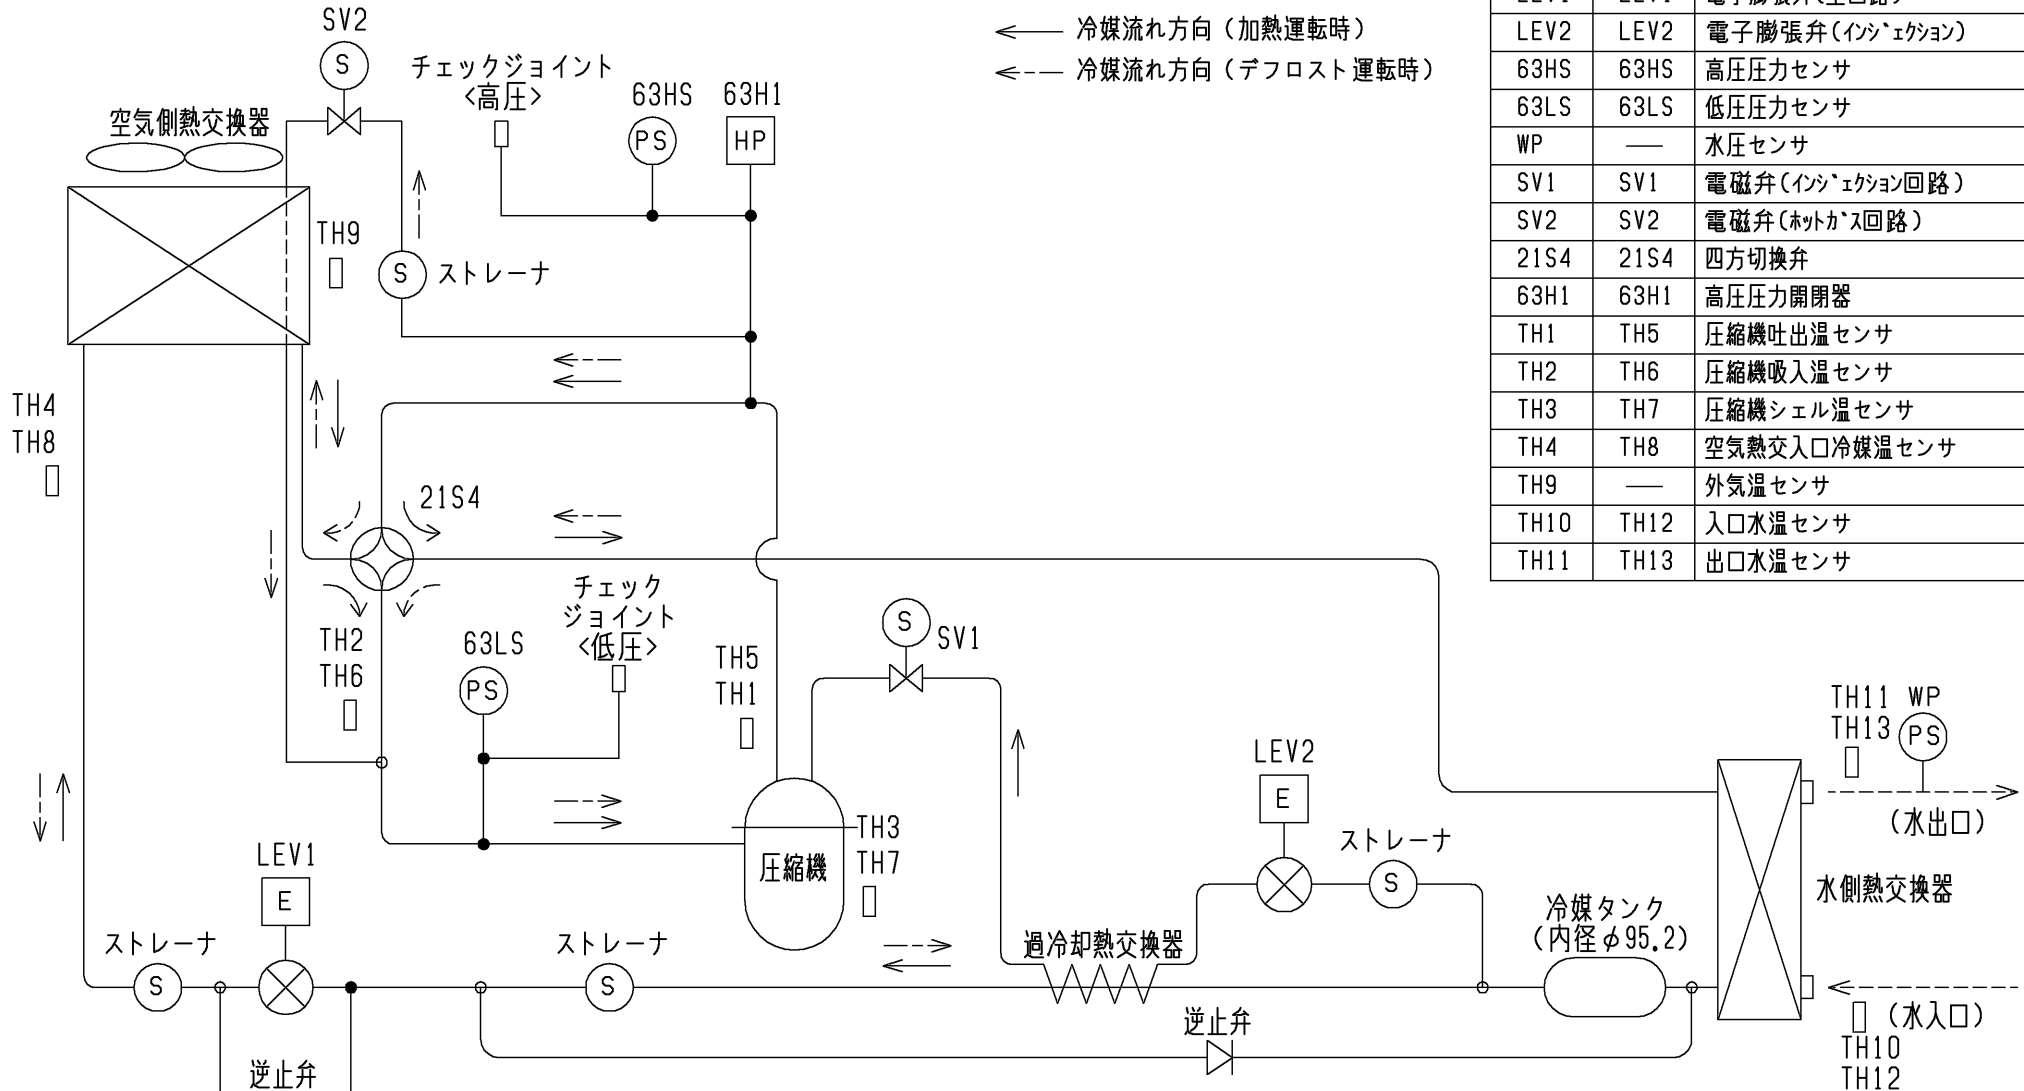 SV2
S
チェックジョイント
<高圧>
63HS
63H1
PS
HP
← 冷媒流れ方向(加熱運転時)
冷媒流れ方向(デフロスト運転時)
空気側熱交換器
TH9
S
ストレーナ
TH4
TH8
21S4
TH2
TH6
63LS
PS
チェック
ジョイント
<低圧>
TH5
TH1
S
SV1
圧縮機
TH3
TH7
LEV2
E
ストレーナ
S
LEV1
E
ストレーナ
S
ストレーナ
S
過冷却熱交換器
冷媒タンク
(内径φ95.2)
逆止弁
逆止弁
TH11
TH13
WP
PS
(水出口)
水側熱交換器
(水入口)
TH10
TH12
LEV2 LEV2 電子膨張弁(インジェクション)
63HS 63HS 高圧圧力センサ
63LS 63LS 低圧圧力センサ
WP ── 水圧センサ
SV1 SV1 電磁弁(インジェクション回路)
SV2 SV2 電磁弁(ホットガス回路)
21S4 21S4 四方切換弁
63H1 63H1 高圧圧力開閉器
TH1 TH5 圧縮機吐出温センサ
TH2 TH6 圧縮機吸入温センサ
TH3 TH7 圧縮機シェル温センサ
TH4 TH8 空気熱交入口冷媒温センサ
TH9 ── 外気温センサ
TH10 TH12 入口水温センサ
TH11 TH13 出口水温センサ